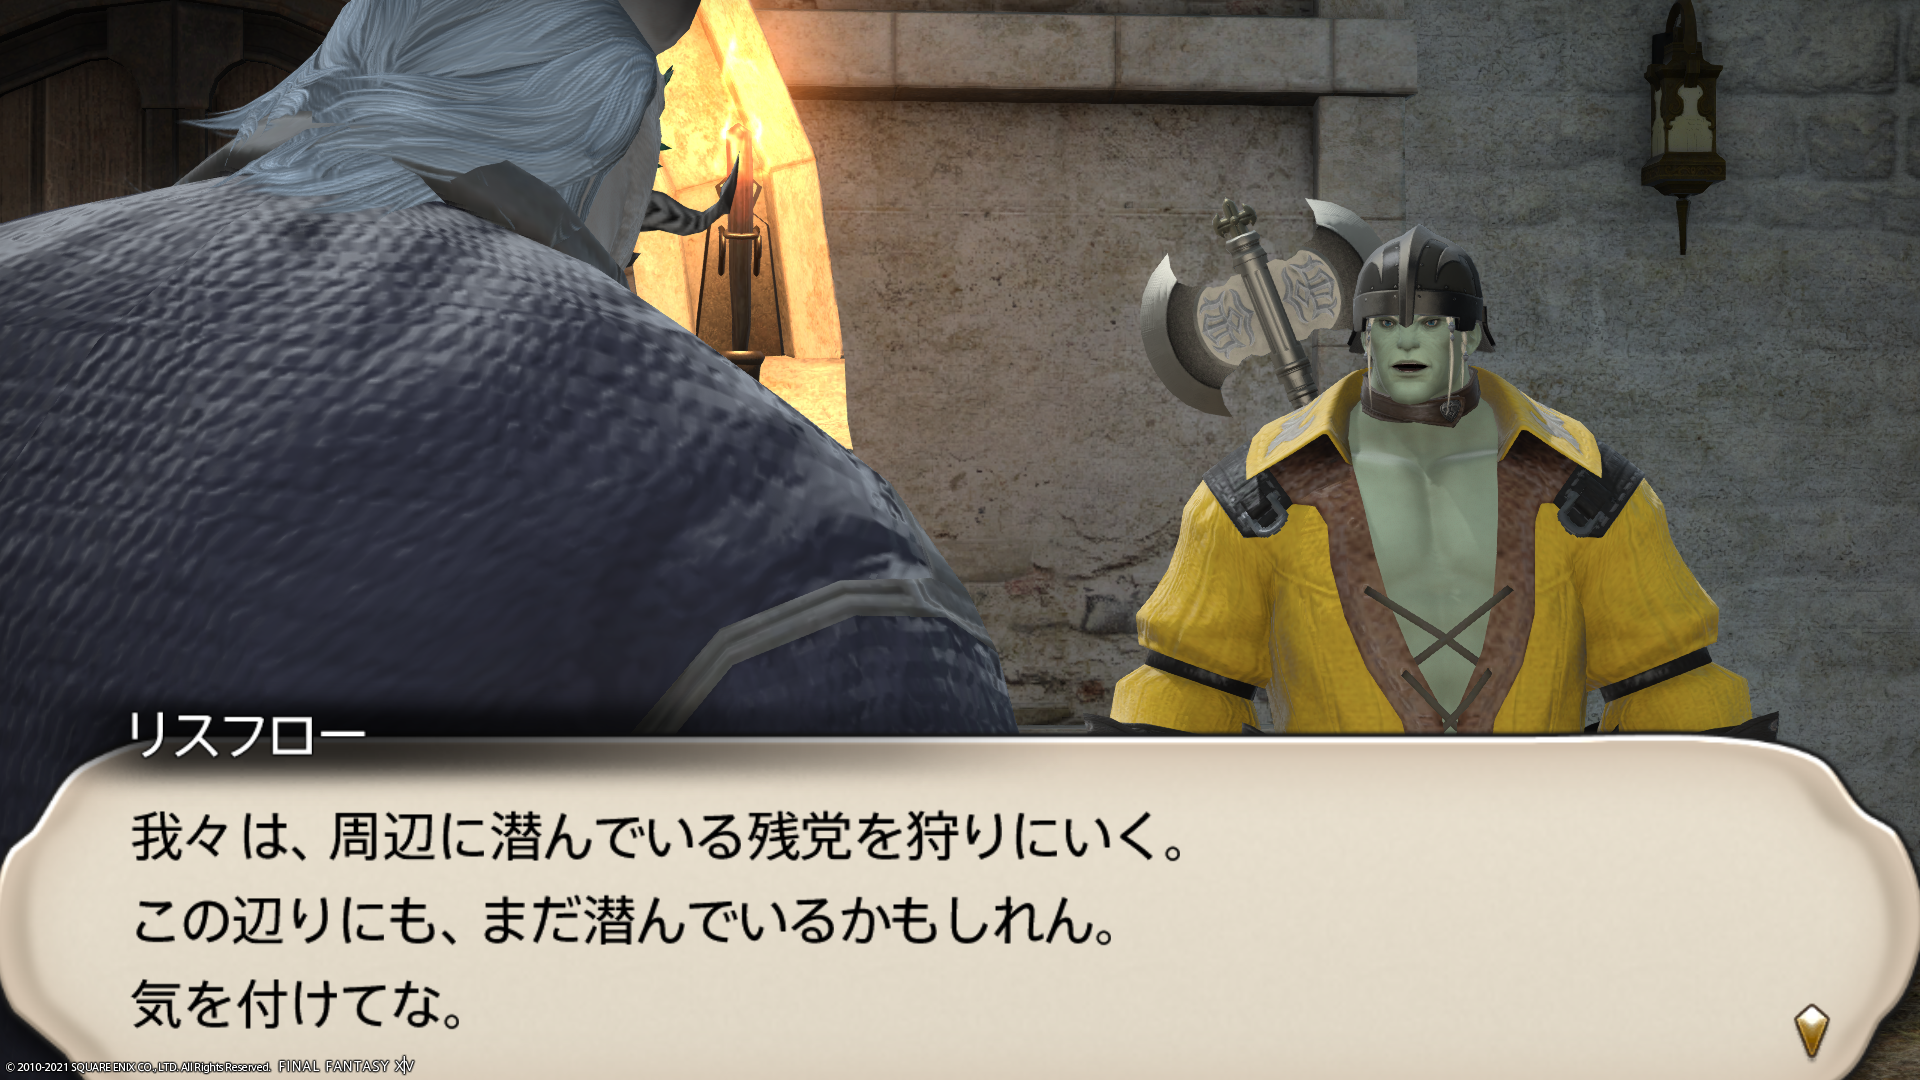 リスフロー
我々は、周辺に潜んでいる残党を狩りにいく。
この辺りにも、まだ潜んでいるかもしれん。
気を付けてな。
© 2010-2021 SQUARE ENIX CO., LTD. All Rights Reserved. FINAL FANTASY XIV